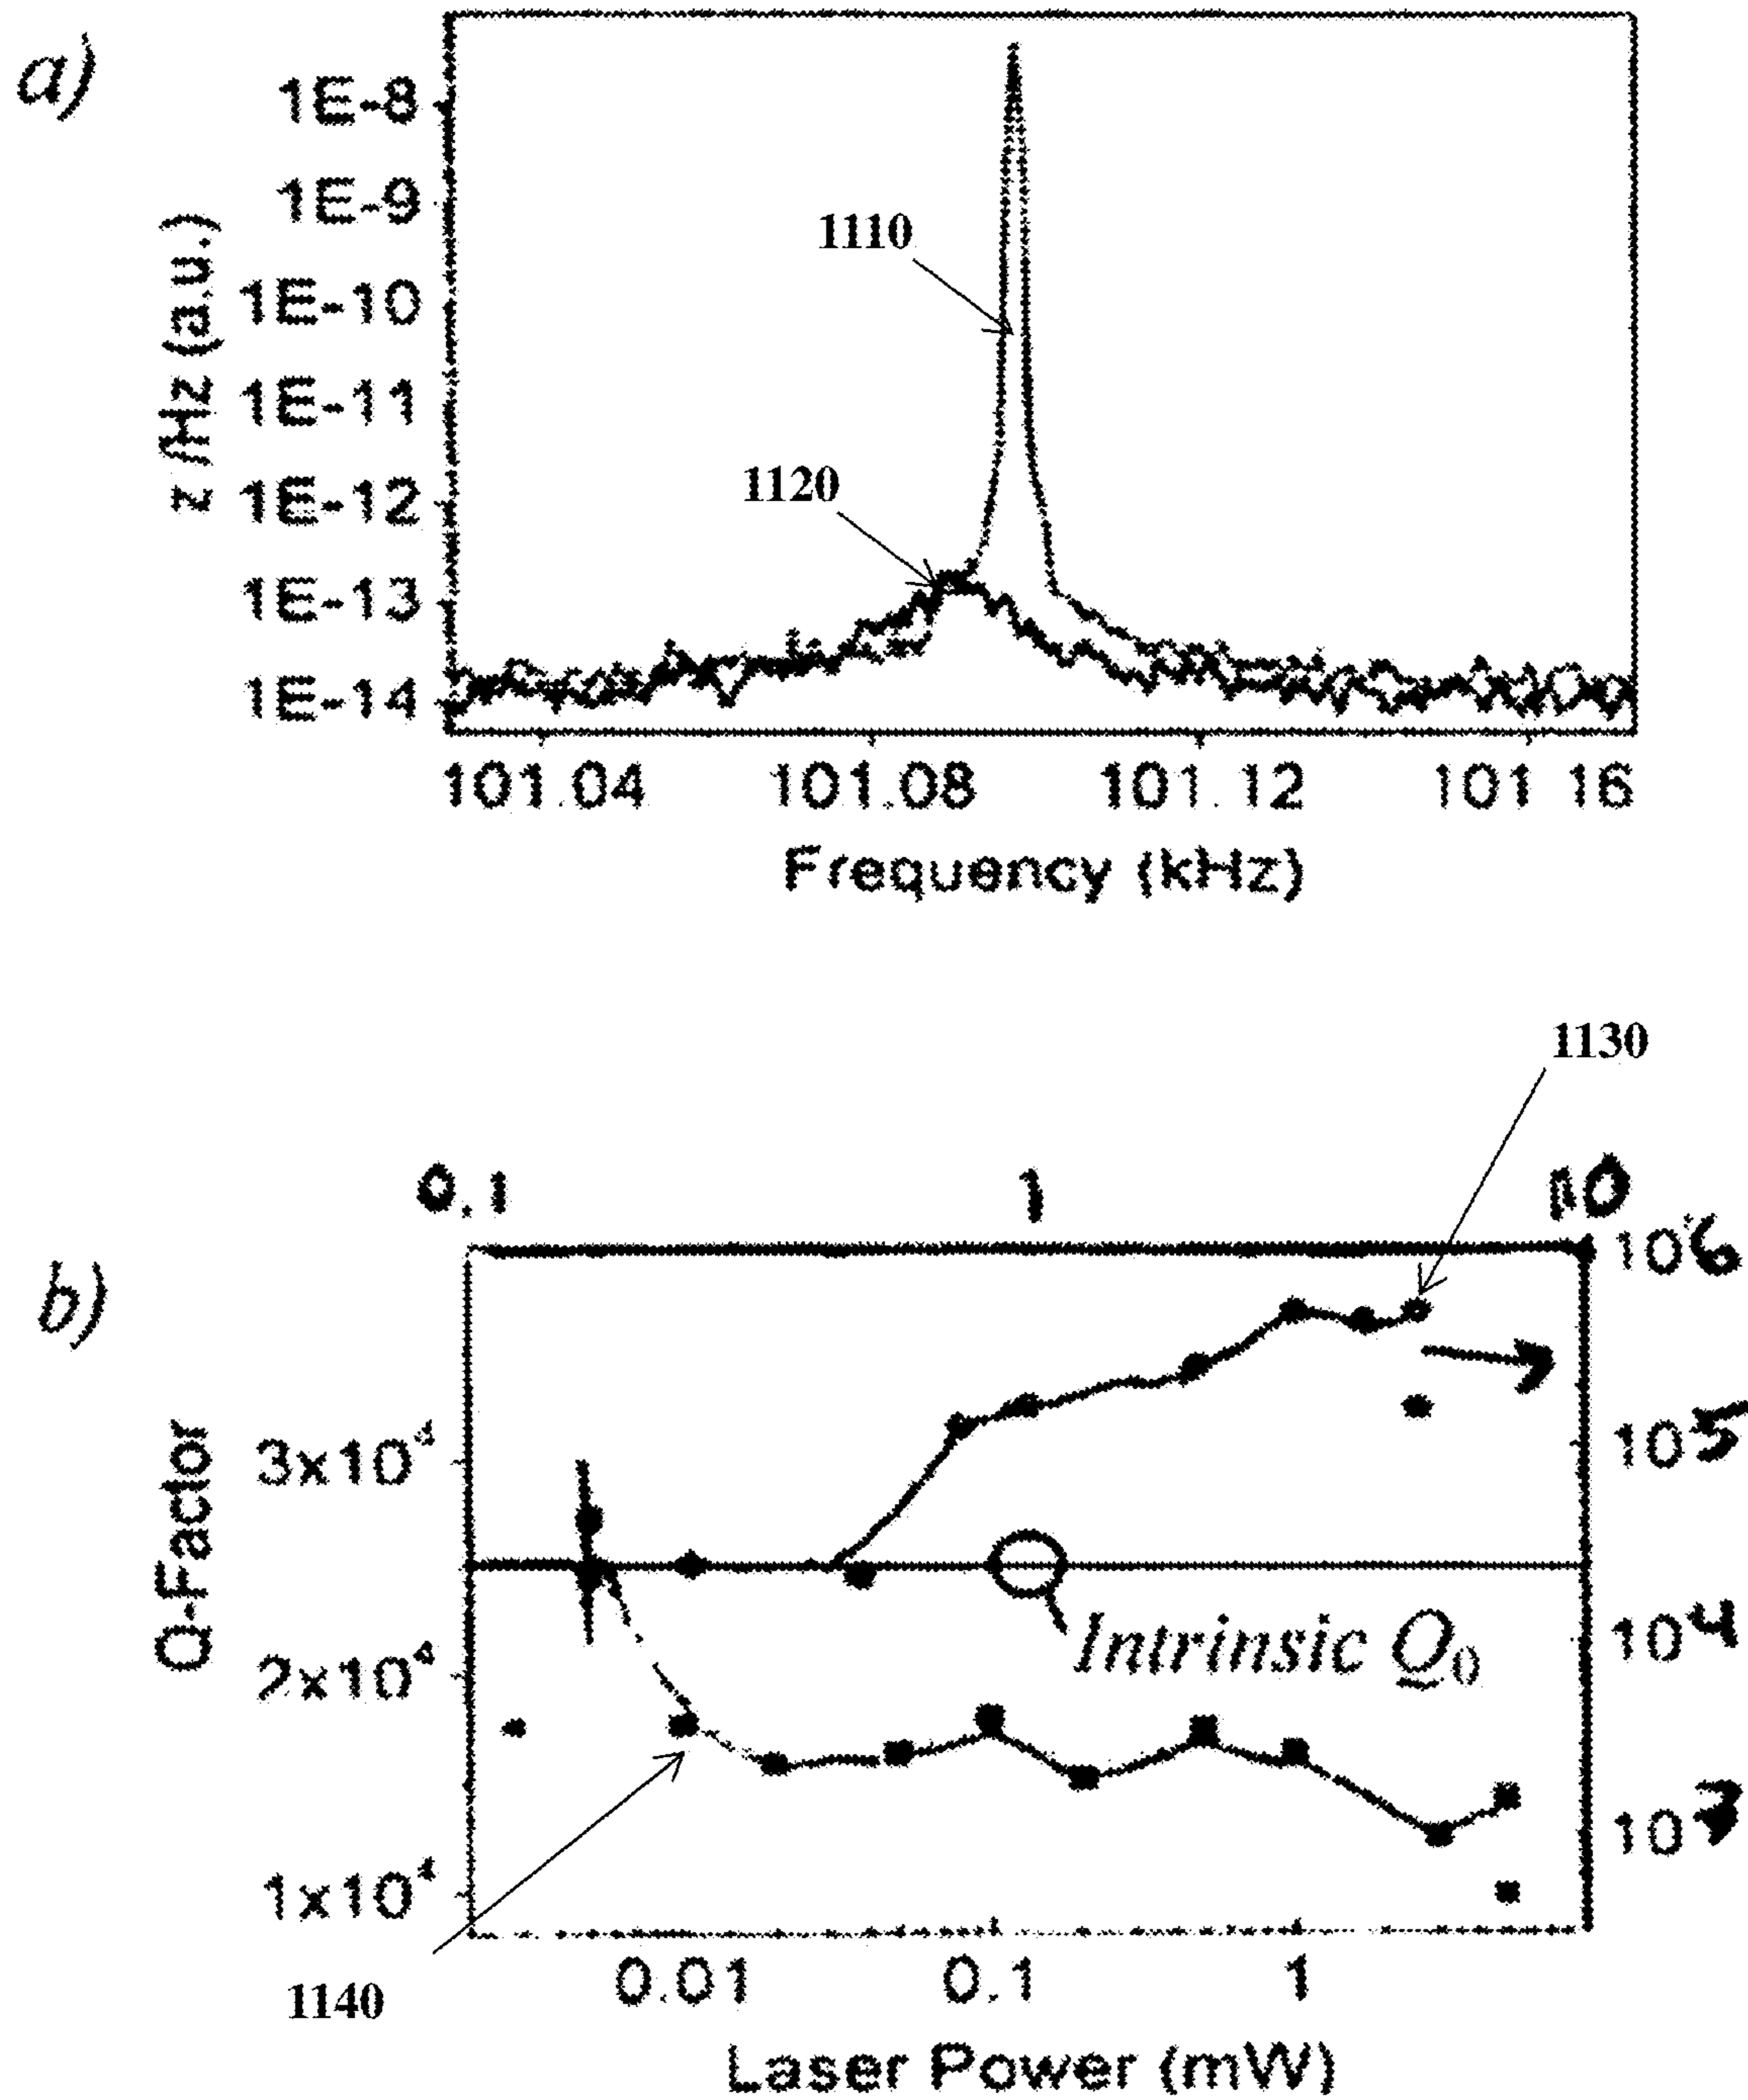 a)
z /Hz (a.u.)
1E-8
1E-9
1E-10
1E-11
1E-12
1E-13
1E-14
1110
1120
101.04 101.08 101.12 101 16
Frequency (kHz)
b)
1130
0.1 1 10
10^6
10^5
10^4
10^3
Q-Factor
3x10^4
2x10^4
1x10^4
Intrinsic Q_0
1140
0.01 0.1 1
Laser Power (mW)